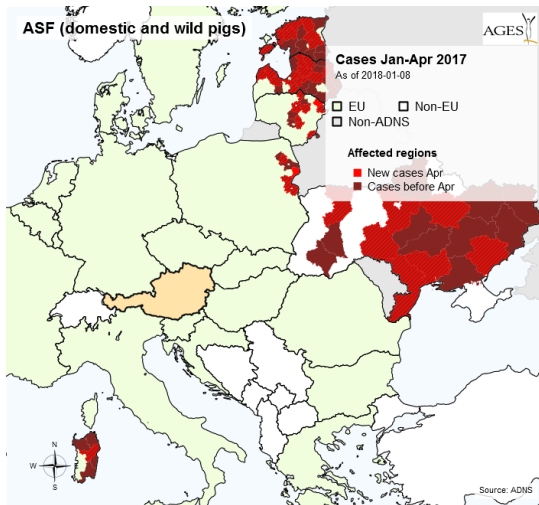 ASF (domestic and wild pigs)
AGES
Cases Jan-Apr 2017
As of 2018-01-08
EU
Non-EU
Non-ADNS
Affected regions
New cases Apr
Cases before Apr
N
W
E
S
Source: ADNS